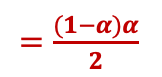 = (1−α)α / 2